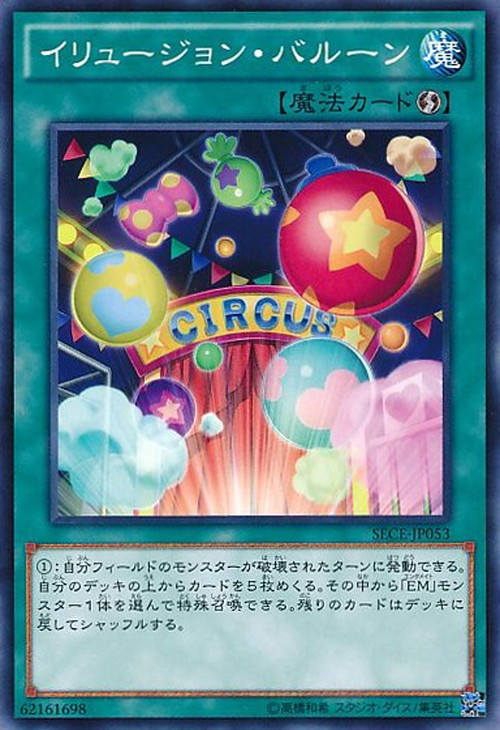 イリュージョン・バルーン
魔
【魔法カード】
CIRCUS
SECE-JP053
①:自分フィールドのモンスターが破壊されたターンに発動できる。
自分のデッキの上からカードを5枚めくる。その中から「EM」モン
スター1体を選んで特殊召喚できる。残りのカードはデッキに
戻してシャッフルする。
62161698
©高橋和希 スタジオ・ダイス/集英社